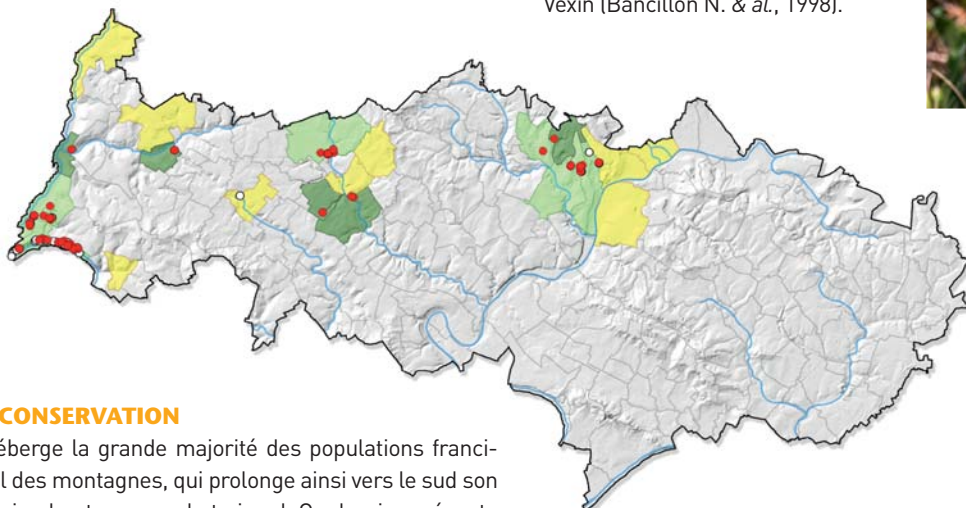 Vexin (Bancillon N. & al., 1998).
CONSERVATION
éberge la grande majorité des populations franci-
l des montagnes, qui prolonge ainsi vers le sud son